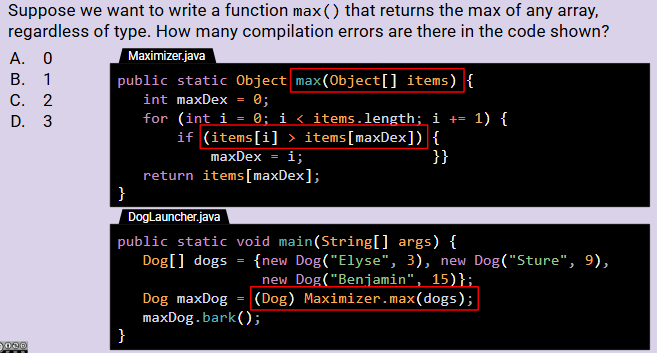 Suppose we want to write a function max() that returns the max of any array,
regardless of type. How many compilation errors are there in the code shown?
A. 0
B. 1
C. 2
D. 3
Maximizer.java
public static Object max(Object[] items) {
int maxDex = 0;
for (int i = 0; i < items.length; i += 1) {
if (items[i] > items[maxDex]) {
maxDex = i; }}
return items[maxDex];
}
DogLauncher.java
public static void main(String[] args) {
Dog[] dogs = {new Dog("Elyse", 3), new Dog("Sture", 9),
new Dog("Benjamin", 15)};
Dog maxDog = (Dog) Maximizer.max(dogs);
maxDog.bark();
}